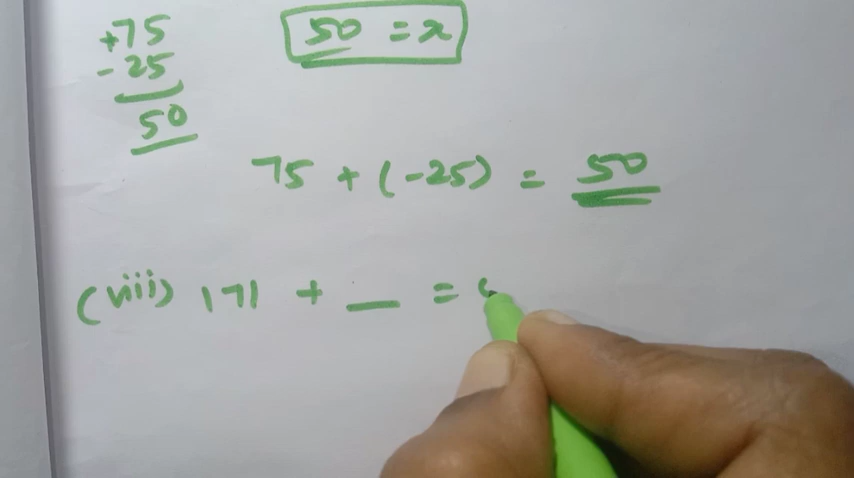 +75
-25
50
50 = x
75 + (-25) = 50
(viii) 171 + __ =